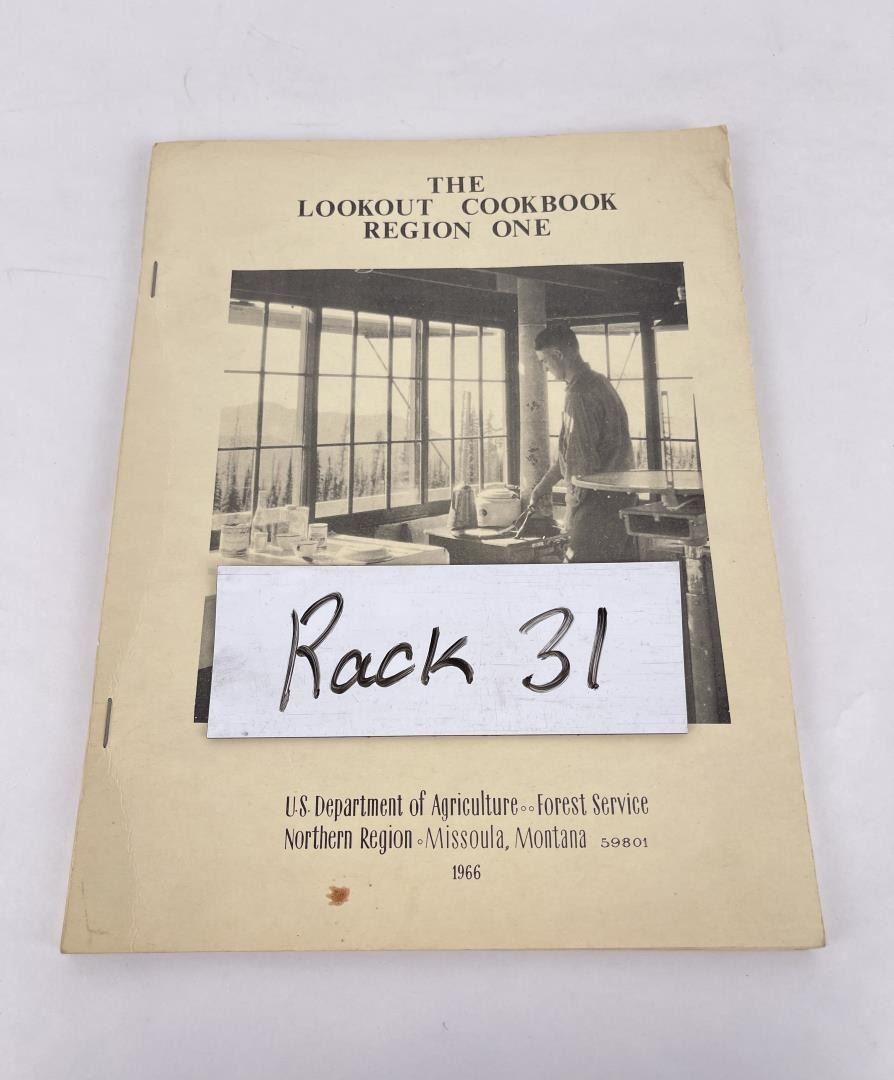 THE
LOOKOUT COOKBOOK
REGION ONE
Rack 31
U.S. Department of Agriculture◦◦Forest Service
Northern Region ◦ Missoula, Montana 59801
1966